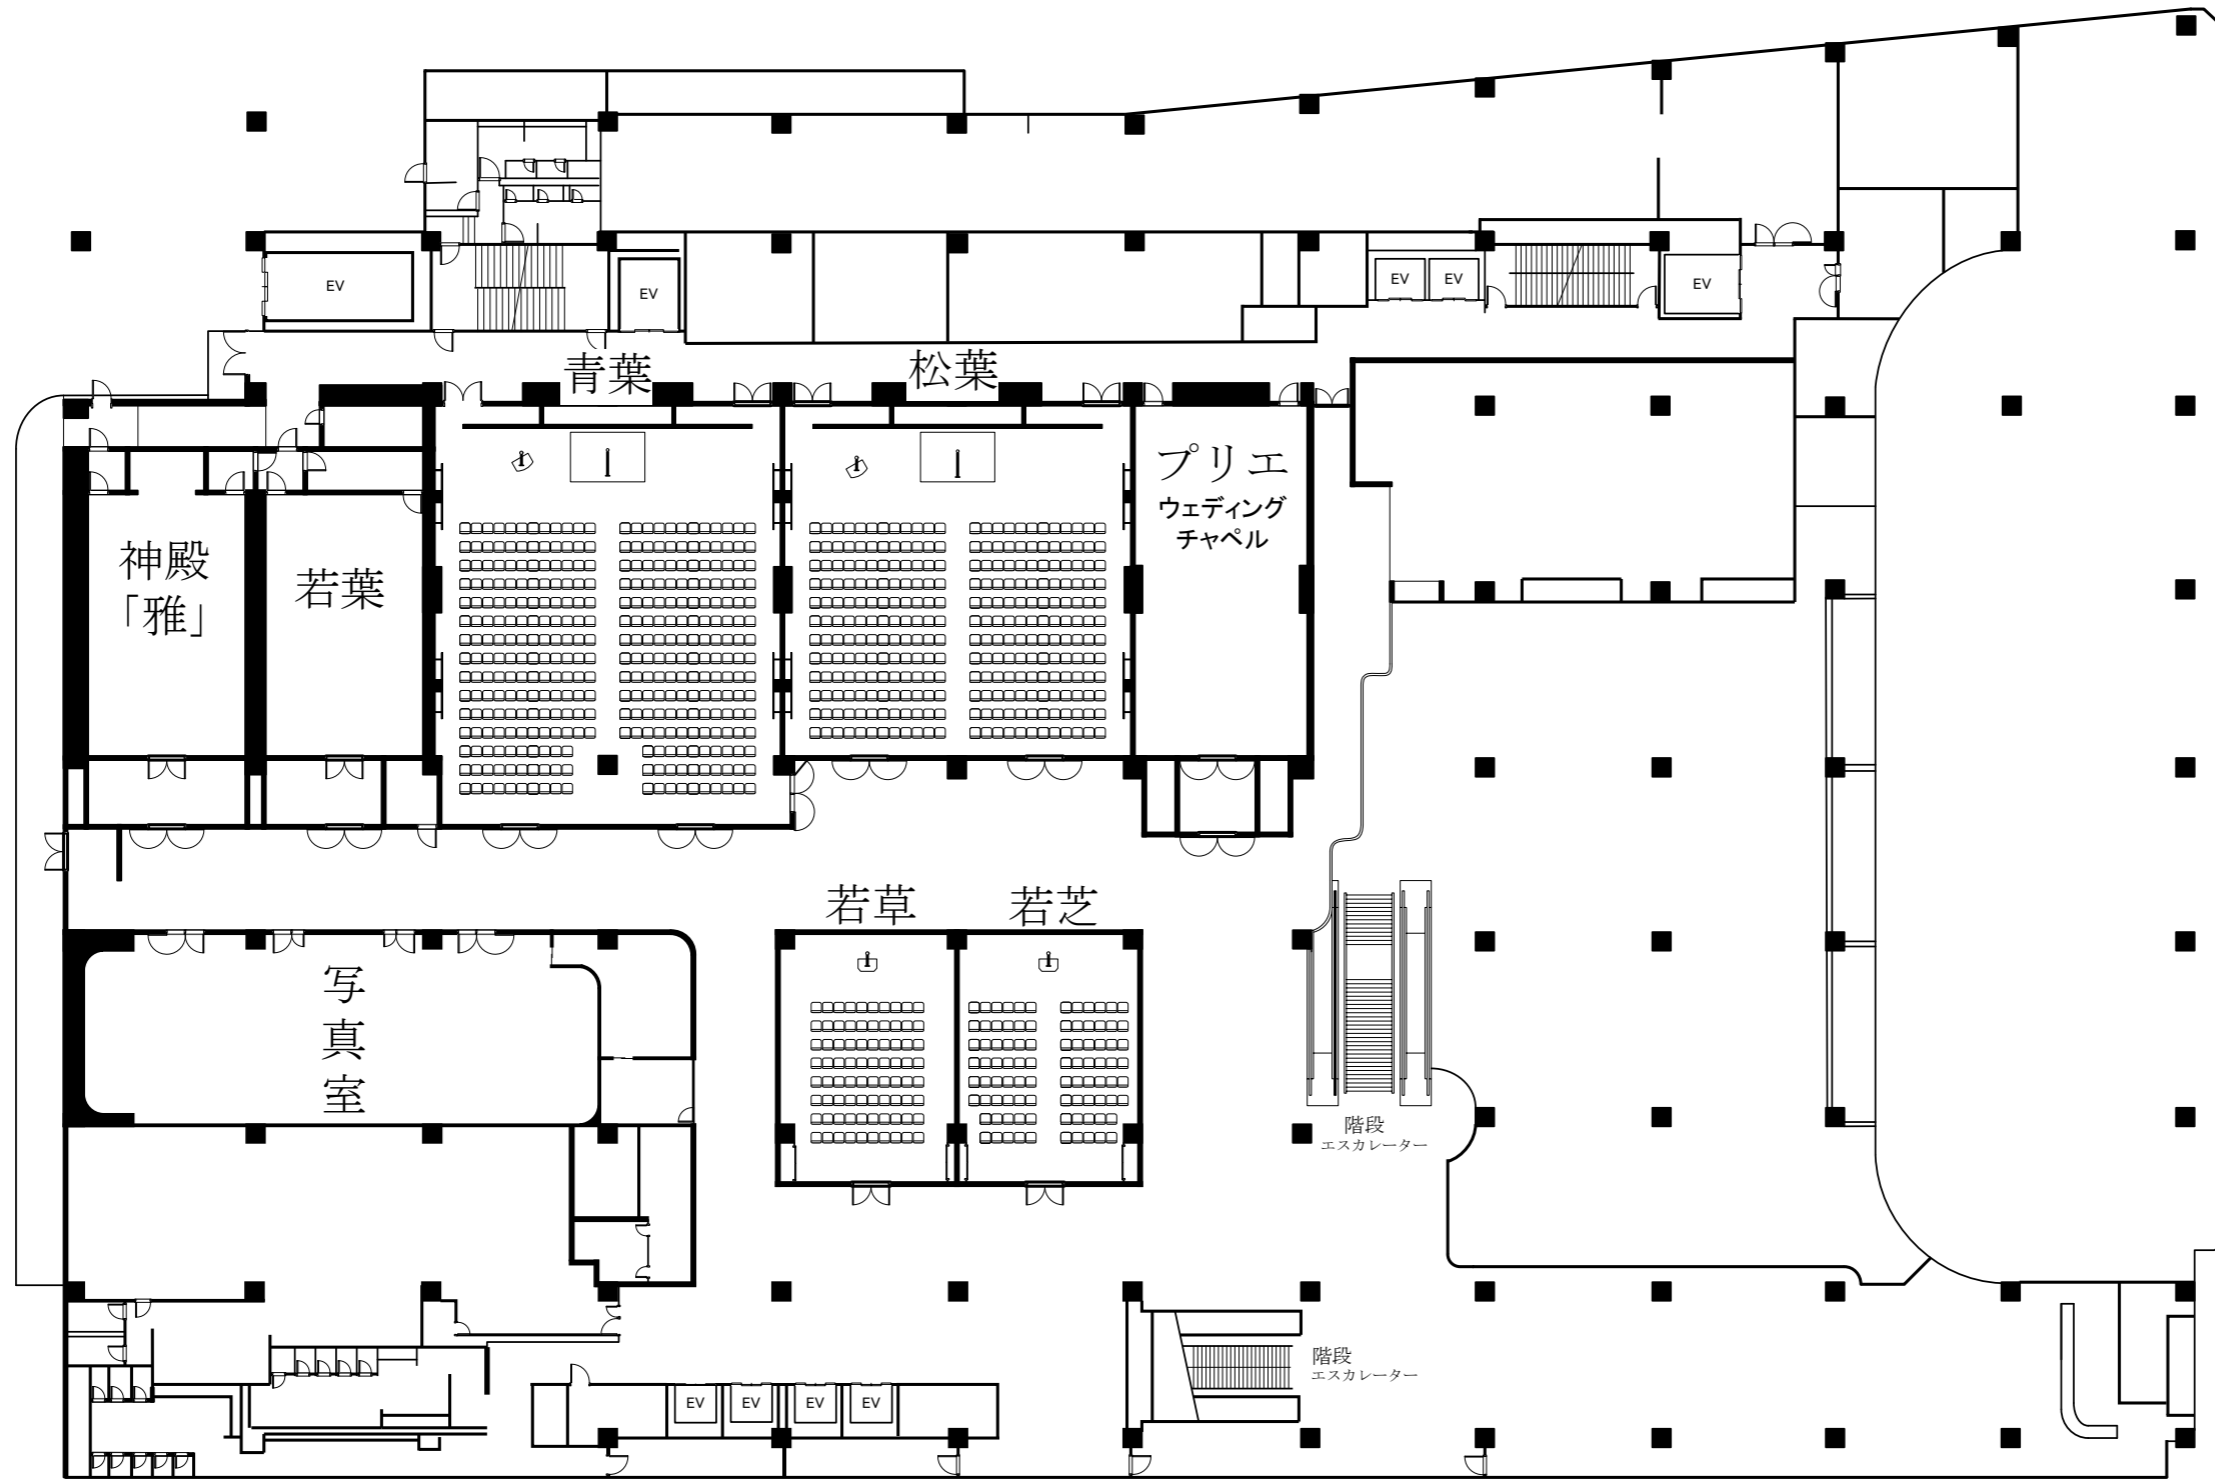 EV
EV
EV
EV
EV
青葉
松葉
プリエ
ウェディング
チャペル
神殿
「雅」
若葉
若草
若芝
写真室
階段
エスカレーター
階段
エスカレーター
EV
EV
EV
EV